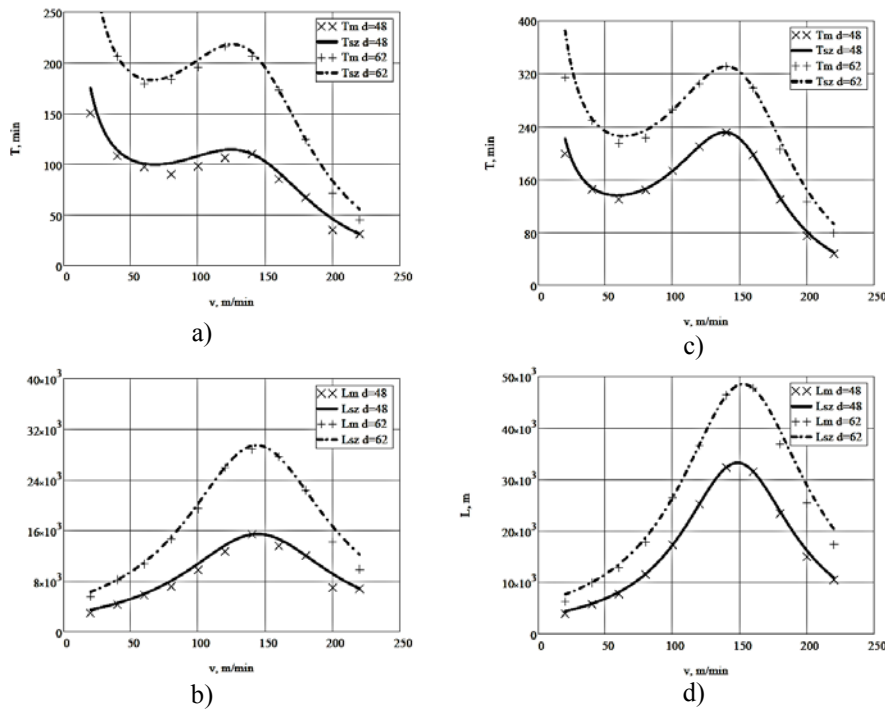 250
200
150
100
50
0
T, min
× × Tm d=48
Tsz d=48
+ + Tm d=62
Tsz d=62
0 50 100 150 200 250
v, m/min
a)
400
320
240
160
80
0
T, min
× × Tm d=48
Tsz d=48
+ + Tm d=62
Tsz d=62
0 50 100 150 200 250
v, m/min
c)
40×10³
32×10³
24×10³
16×10³
8×10³
0
× × Lm d=48
Lsz d=48
+ + Lm d=62
Lsz d=62
0 50 100 150 200 250
v, m/min
b)
50×10³
40×10³
30×10³
20×10³
10×10³
0
L, m
× × Lm d=48
Lsz d=48
+ + Lm d=62
Lsz d=62
0 50 100 150 200 250
v, m/min
d)